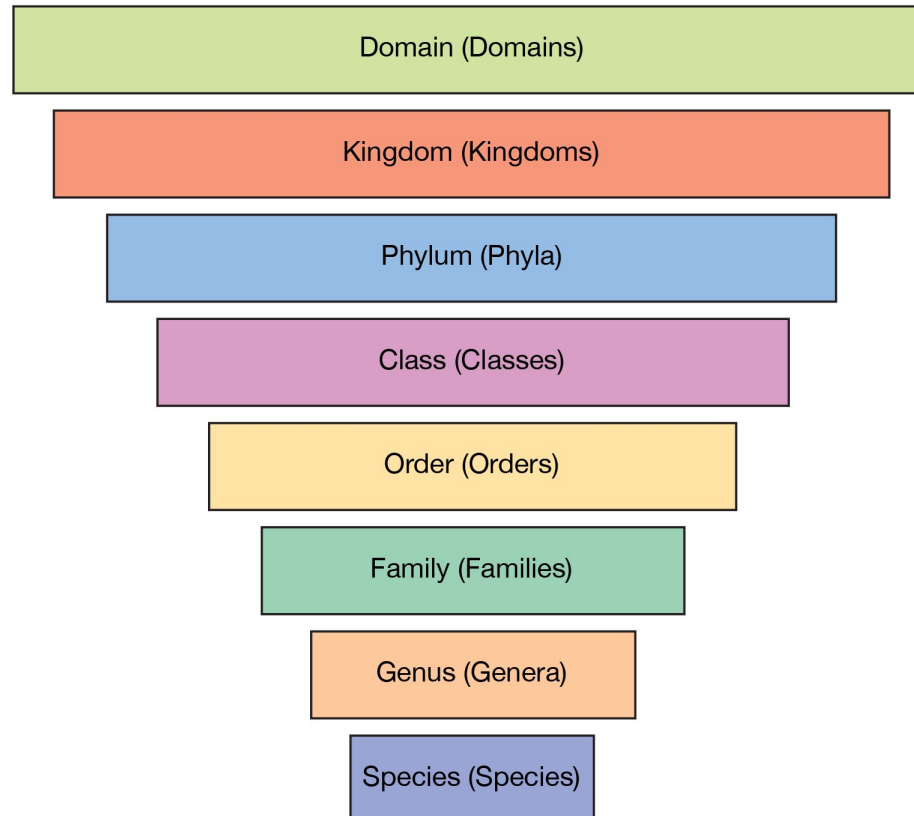 Domain (Domains)
Kingdom (Kingdoms)
Phylum (Phyla)
Class (Classes)
Order (Orders)
Family (Families)
Genus (Genera)
Species (Species)